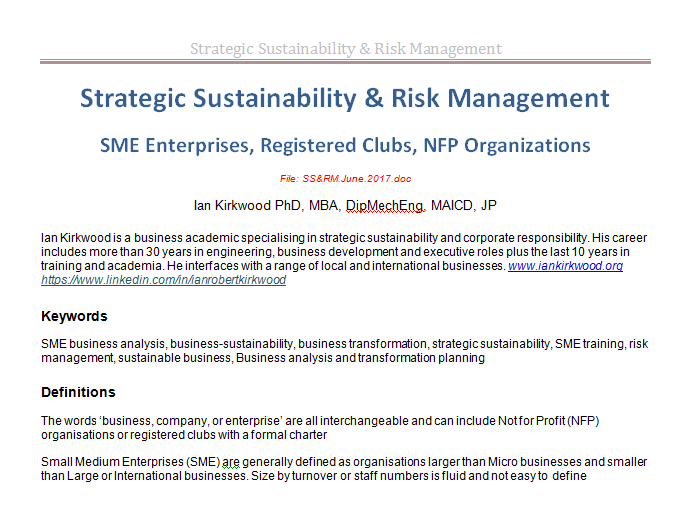 Strategic Sustainability & Risk Management
Strategic Sustainability & Risk Management
SME Enterprises, Registered Clubs, NFP Organizations
File: SS&RM.June.2017.doc
Ian Kirkwood PhD, MBA, DipMechEng, MAICD, JP
Ian Kirkwood is a business academic specialising in strategic sustainability and corporate responsibility. His career
includes more than 30 years in engineering, business development and executive roles plus the last 10 years in
training and academia. He interfaces with a range of local and international businesses. www.iankirkwood.org
https://www.linkedin.com/in/ianrobertkirkwood
Keywords
SME business analysis, business-sustainability, business transformation, strategic sustainability, SME training, risk
management, sustainable business, Business analysis and transformation planning
Definitions
The words ‘business, company, or enterprise’ are all interchangeable and can include Not for Profit (NFP)
organisations or registered clubs with a formal charter
Small Medium Enterprises (SME) are generally defined as organisations larger than Micro businesses and smaller
than Large or International businesses. Size by turnover or staff numbers is fluid and not easy to define